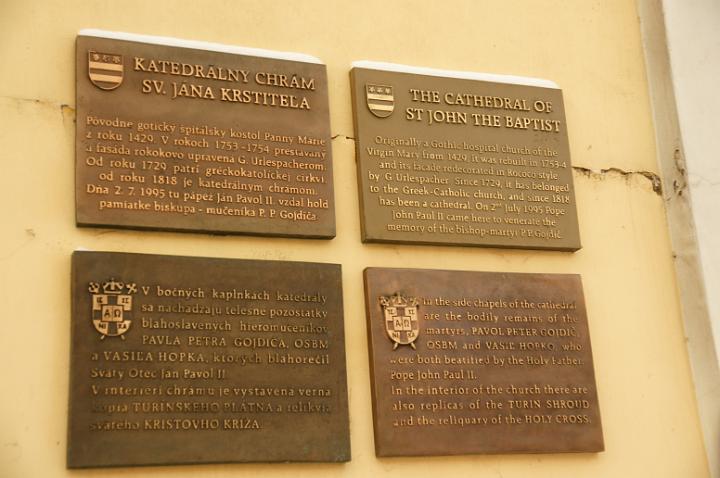 KATEDRÁLNY CHRÁM
SV. JÁNA KRSTITEĽA
Pôvodne gotický špitálsky kostol Panny Márie
z roku 1429. V rokoch 1753-1754 prestavaný
a fasáda rokokovo upravená G. Urlespacherom.
Od roku 1729 patrí gréckokatolíckej cirkvi,
od roku 1818 je katedrálnym chrámom.
Dňa 2. 7. 1995 tu pápež Ján Pavol II. vzdal hold
pamiatke biskupa - mučeníka P. P. Gojdiča.
THE CATHEDRAL OF
ST JOHN THE BAPTIST
Originally a Gothic hospital church of the
Virgin Mary from 1429, it was rebuilt in 1753-4
and its facade redecorated in Rococo style
by G Urlespacher. Since 1729, it has belonged
to the Greek-Catholic church, and since 1818
has been a cathedral. On 2nd July 1995 Pope
John Paul II came here to venerate the
memory of the bishop-martyr P.P. Gojdič.
V bočných kaplnkách katedrály
sa nachádzajú telesné pozostatky
blahoslavených hieromučeníkov
PAVLA PETRA GOJDIČA, OSBM
a VASIĽA HOPKA, ktorých blahorečil
Svätý Otec Ján Pavol II.
V interiéri chrámu je vystavená verná
kópia TURÍNSKEHO PLÁTNA a relikvia
svätého KRISTOVHO KRÍŽA.
ΑΩ
ΝΙ ΚΑ
In the side chapels of the cathedral
are the bodily remains of the
martyrs, PAVOL PETER GOJDIČ,
OSBM and VASIĽ HOPKO, who
were both beatified by the Holy Father,
Pope John Paul II.
In the interior of the church there are
also replicas of the TURIN SHROUD
and the reliquary of the HOLY CROSS.
ΑΩ
ΝΙ ΚΑ